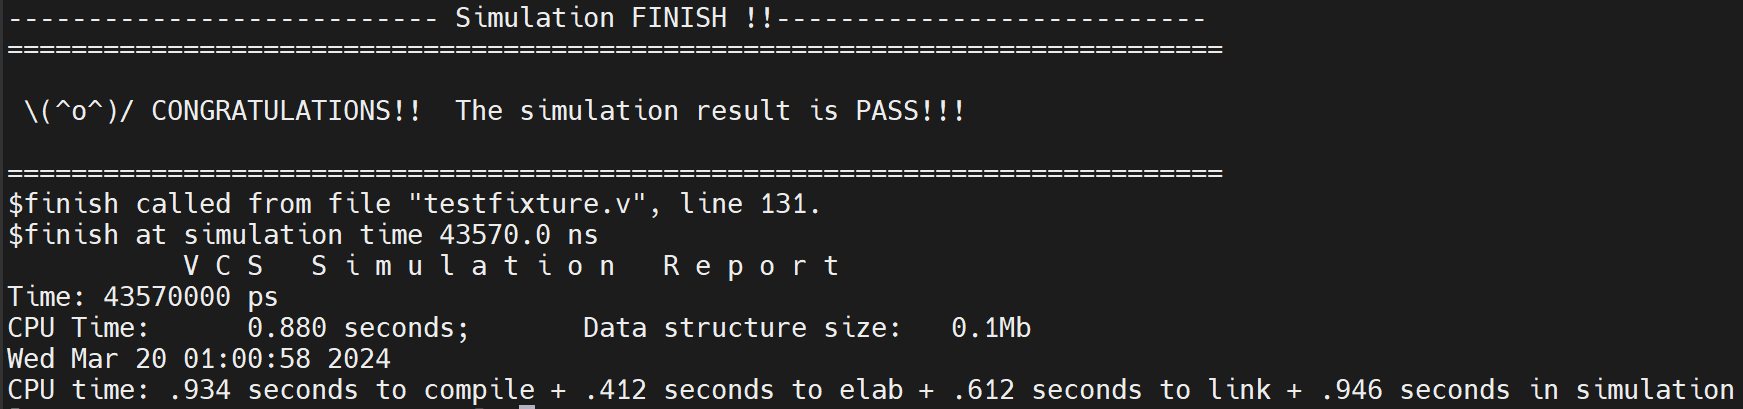 --------------------------- Simulation FINISH !!---------------------------
============================================================================
\(^o^)/ CONGRATULATIONS!!  The simulation result is PASS!!!
============================================================================
$finish called from file "testfixture.v", line 131.
$finish at simulation time 43570.0 ns
           V C S   S i m u l a t i o n   R e p o r t
Time: 43570000 ps
CPU Time:      0.880 seconds;       Data structure size:   0.1Mb
Wed Mar 20 01:00:58 2024
CPU time: .934 seconds to compile + .412 seconds to elab + .612 seconds to link + .946 seconds in simulation